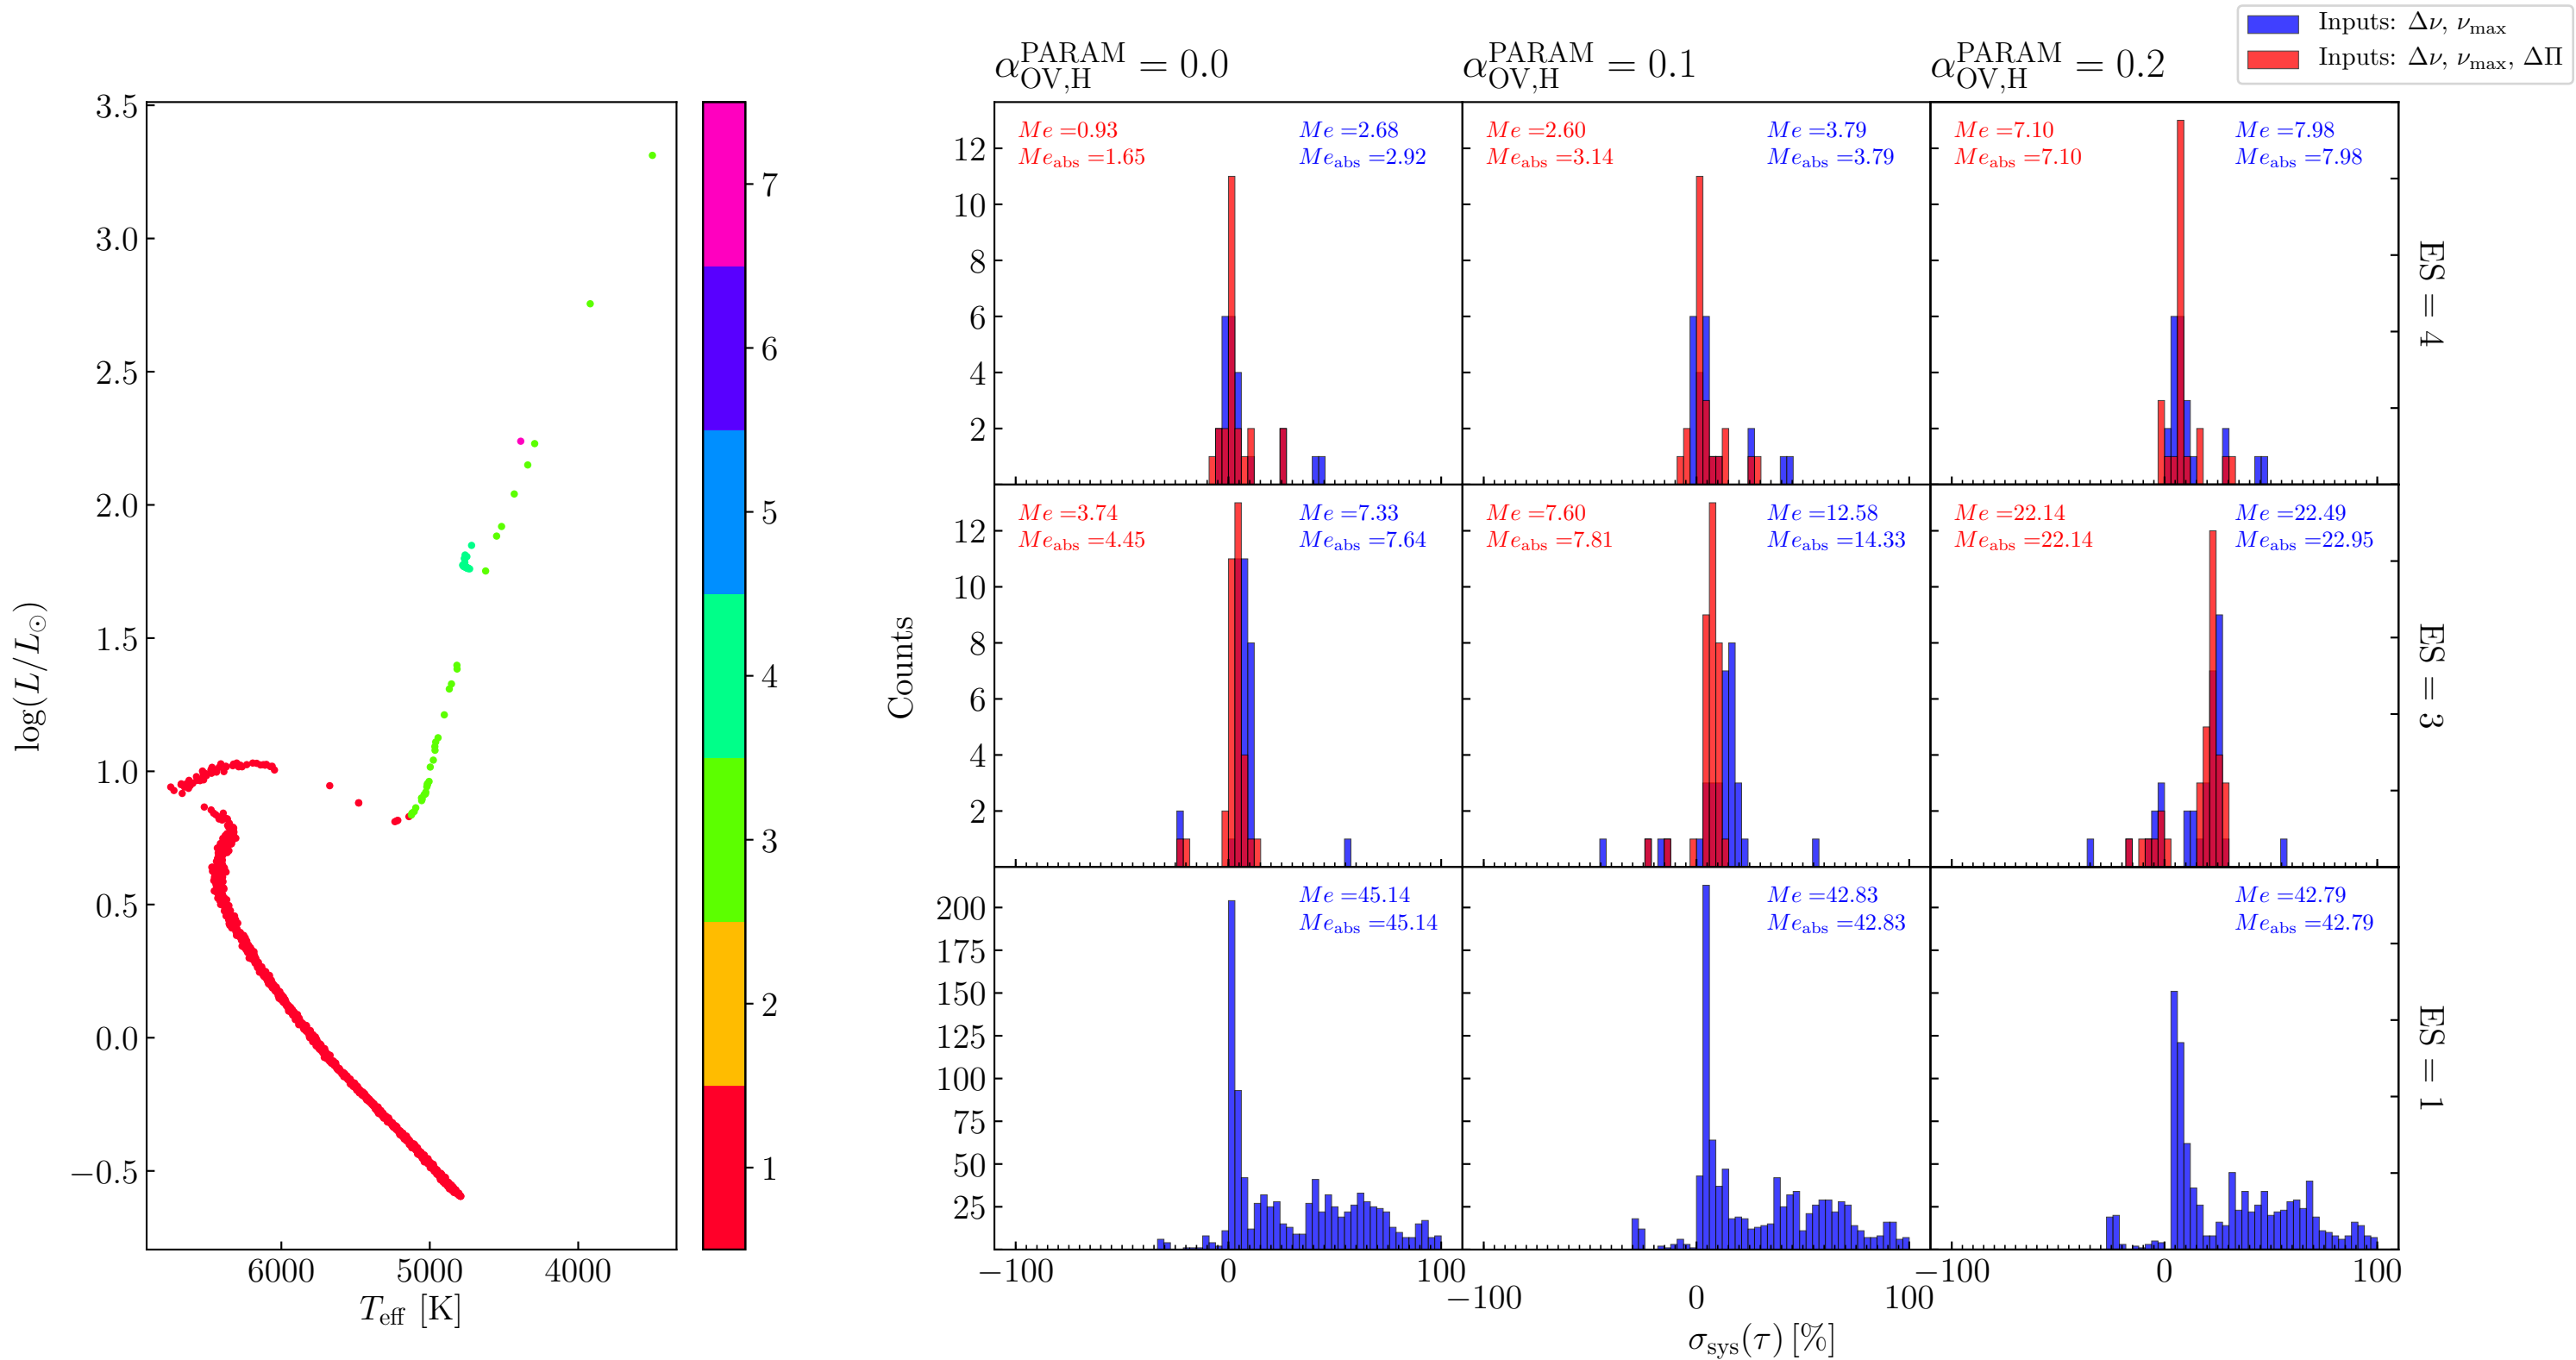 Inputs: Δν, ν_max
Inputs: Δν, ν_max, ΔΠ
α_OV,H^PARAM = 0.0
α_OV,H^PARAM = 0.1
α_OV,H^PARAM = 0.2
3.5
3.0
2.5
2.0
1.5
1.0
0.5
0.0
−0.5
log(L/L_⊙)
6000
5000
4000
T_eff [K]
7
6
5
4
3
2
1
Counts
12
10
8
6
4
2
Me =0.93
Me_abs =1.65
Me =2.68
Me_abs =2.92
Me =2.60
Me_abs =3.14
Me =3.79
Me_abs =3.79
Me =7.10
Me_abs =7.10
Me =7.98
Me_abs =7.98
ES = 4
12
10
8
6
4
2
Me =3.74
Me_abs =4.45
Me =7.33
Me_abs =7.64
Me =7.60
Me_abs =7.81
Me =12.58
Me_abs =14.33
Me =22.14
Me_abs =22.14
Me =22.49
Me_abs =22.95
ES = 3
200
175
150
125
100
75
50
25
Me =45.14
Me_abs =45.14
Me =42.83
Me_abs =42.83
Me =42.79
Me_abs =42.79
ES = 1
−100 0 100
−100 0 100
−100 0 100
σ_sys(τ) [%]